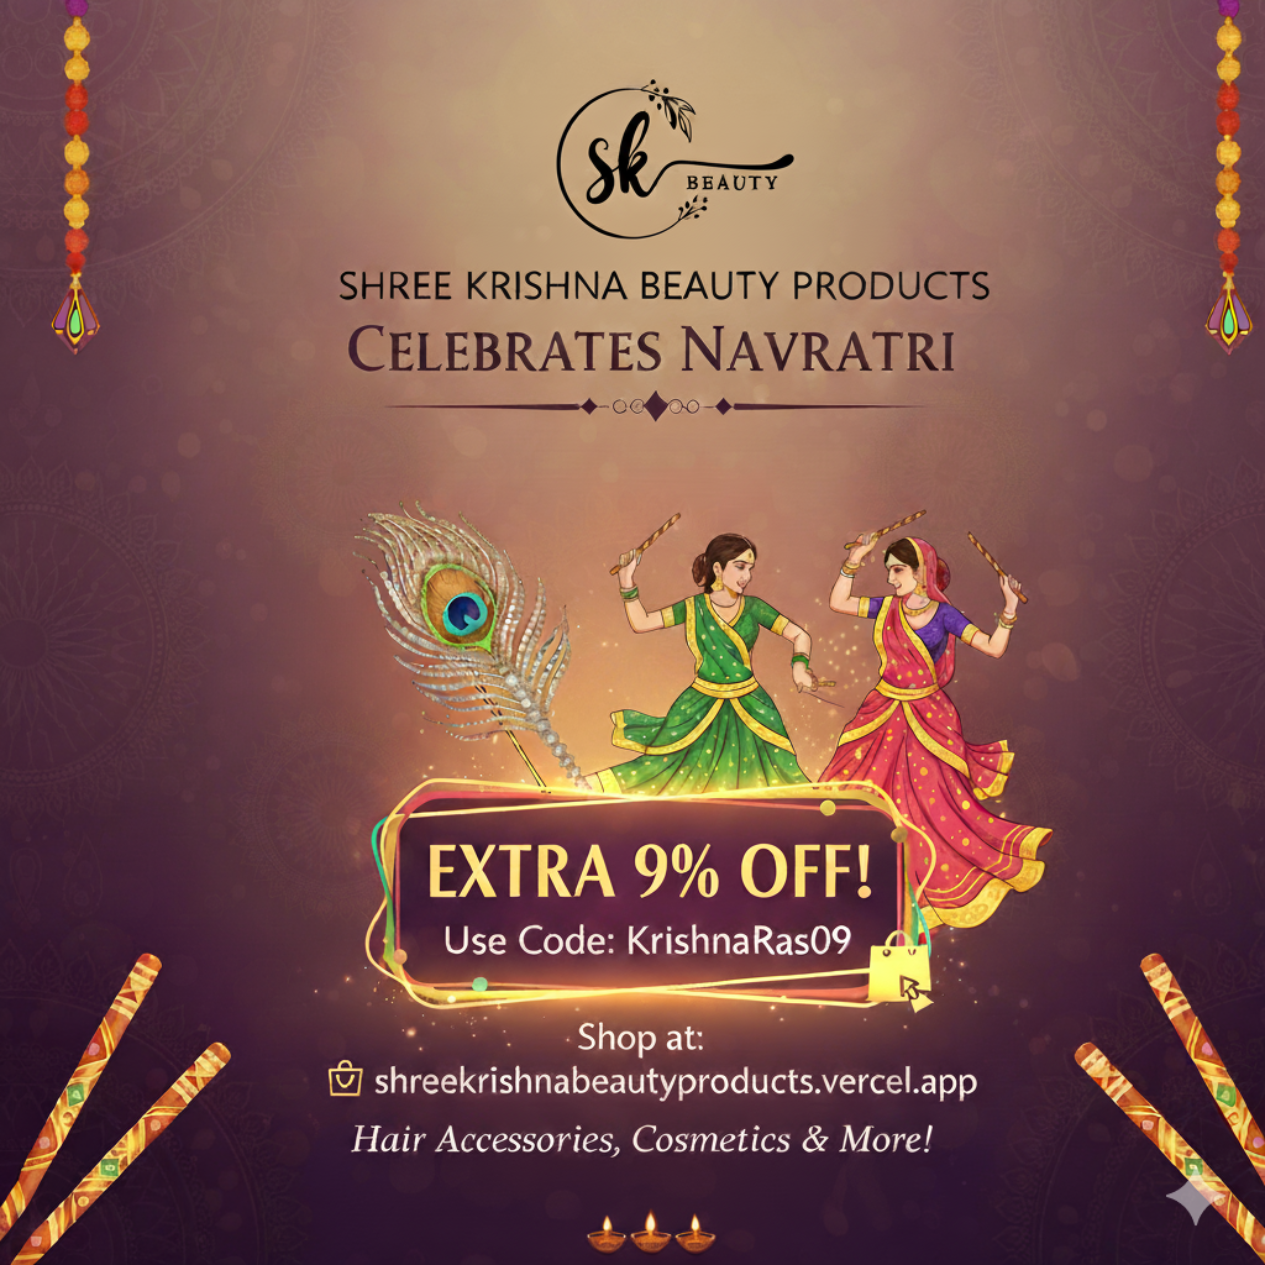 sk
BEAUTY
SHREE KRISHNA BEAUTY PRODUCTS
CELEBRATES NAVRATRI
EXTRA 9% OFF!
Use Code: KrishnaRas09
Shop at:
shreekrishnabeautyproducts.vercel.app
Hair Accessories, Cosmetics & More!